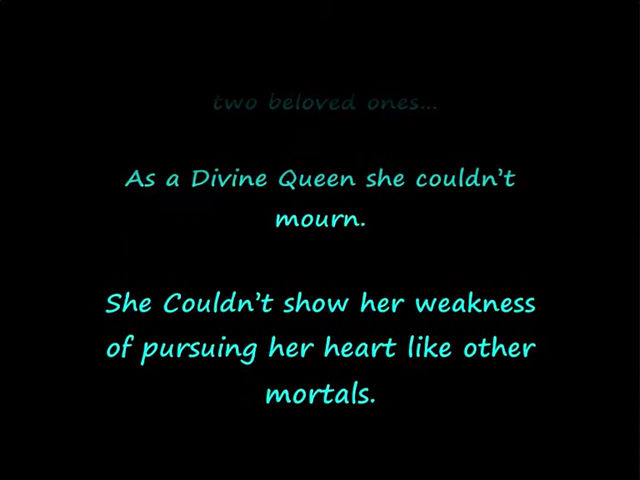 two beloved ones...
As a Divine Queen she couldn't
mourn.
She Couldn't show her weakness
of pursuing her heart like other
mortals.